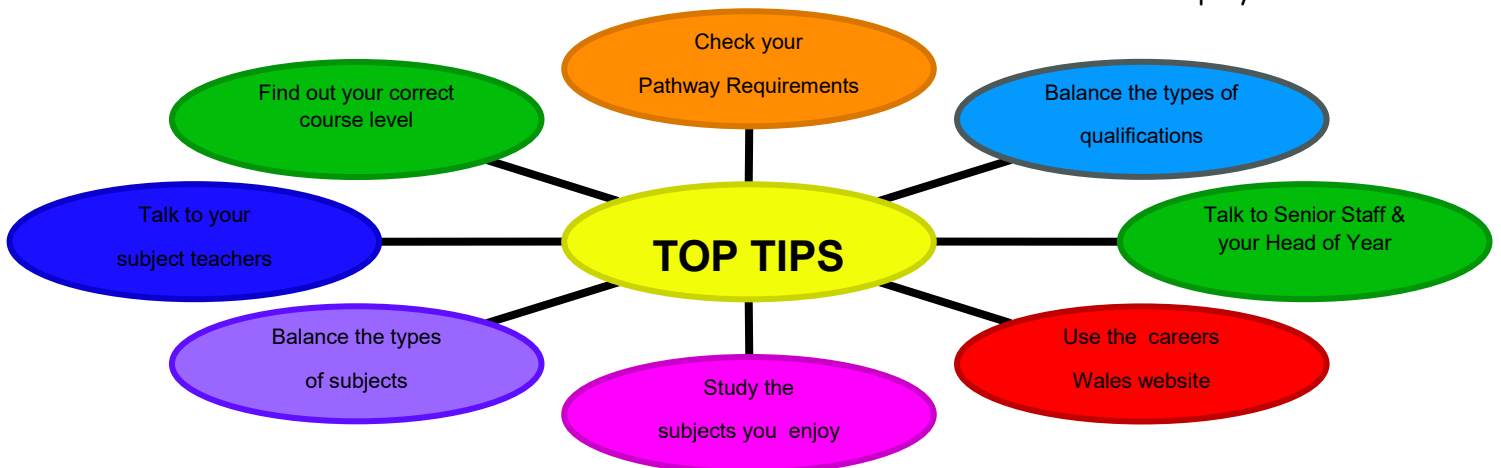 Check your
Pathway Requirements
Find out your correct
course level
Balance the types of
qualifications
Talk to your
subject teachers
TOP TIPS
Talk to Senior Staff &
your Head of Year
Balance the types
of subjects
Study the
subjects you enjoy
Use the careers
Wales website